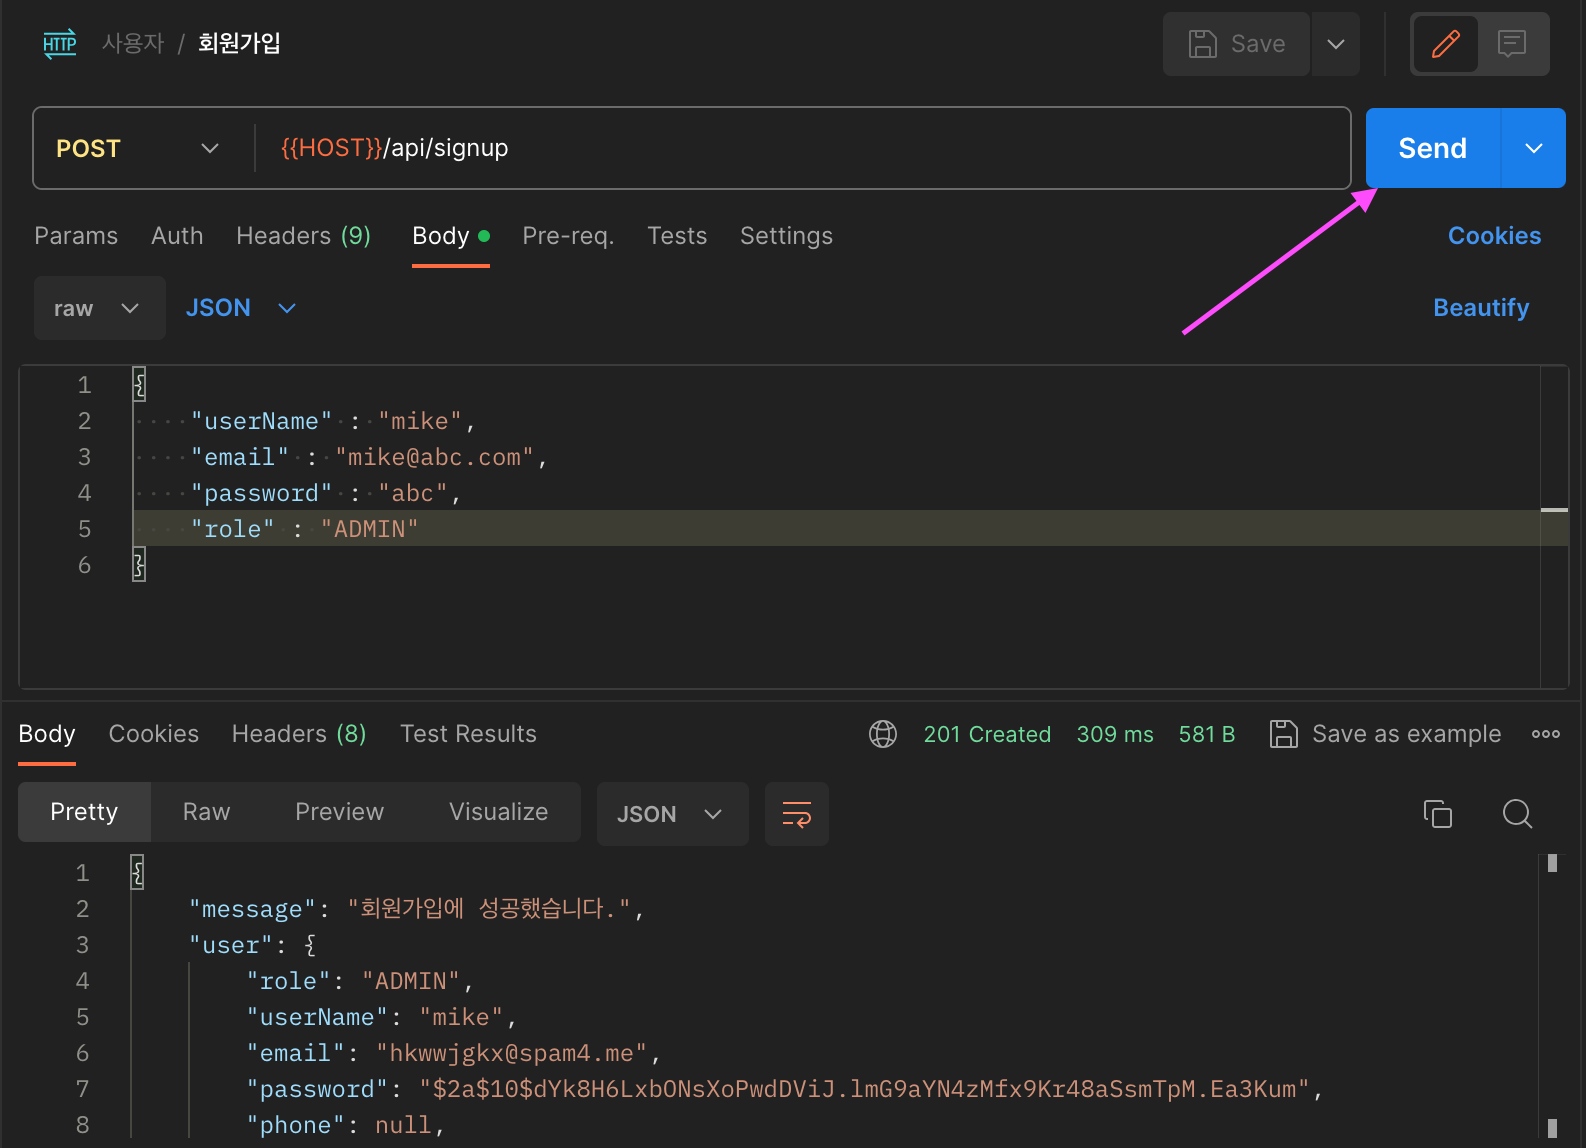 HTTP 사용자 / 회원가입 Save
POST {{HOST}}/api/signup Send
Params Auth Headers (9) Body Pre-req. Tests Settings Cookies
raw JSON Beautify
1 {
2 "userName" : "mike",
3 "email" : "mike@abc.com",
4 "password" : "abc",
5 "role" : "ADMIN"
6 }
Body Cookies Headers (8) Test Results 201 Created 309 ms 581 B Save as example
Pretty Raw Preview Visualize JSON
1 {
2 "message": "회원가입에 성공했습니다.",
3 "user": {
4 "role": "ADMIN",
5 "userName": "mike",
6 "email": "hkwwjgkx@spam4.me",
7 "password": "$2a$10$dYk8H6LxbONsXoPwdDViJ.lmG9aYN4zMfx9Kr48aSsmTpM.Ea3Kum",
8 "phone": null,